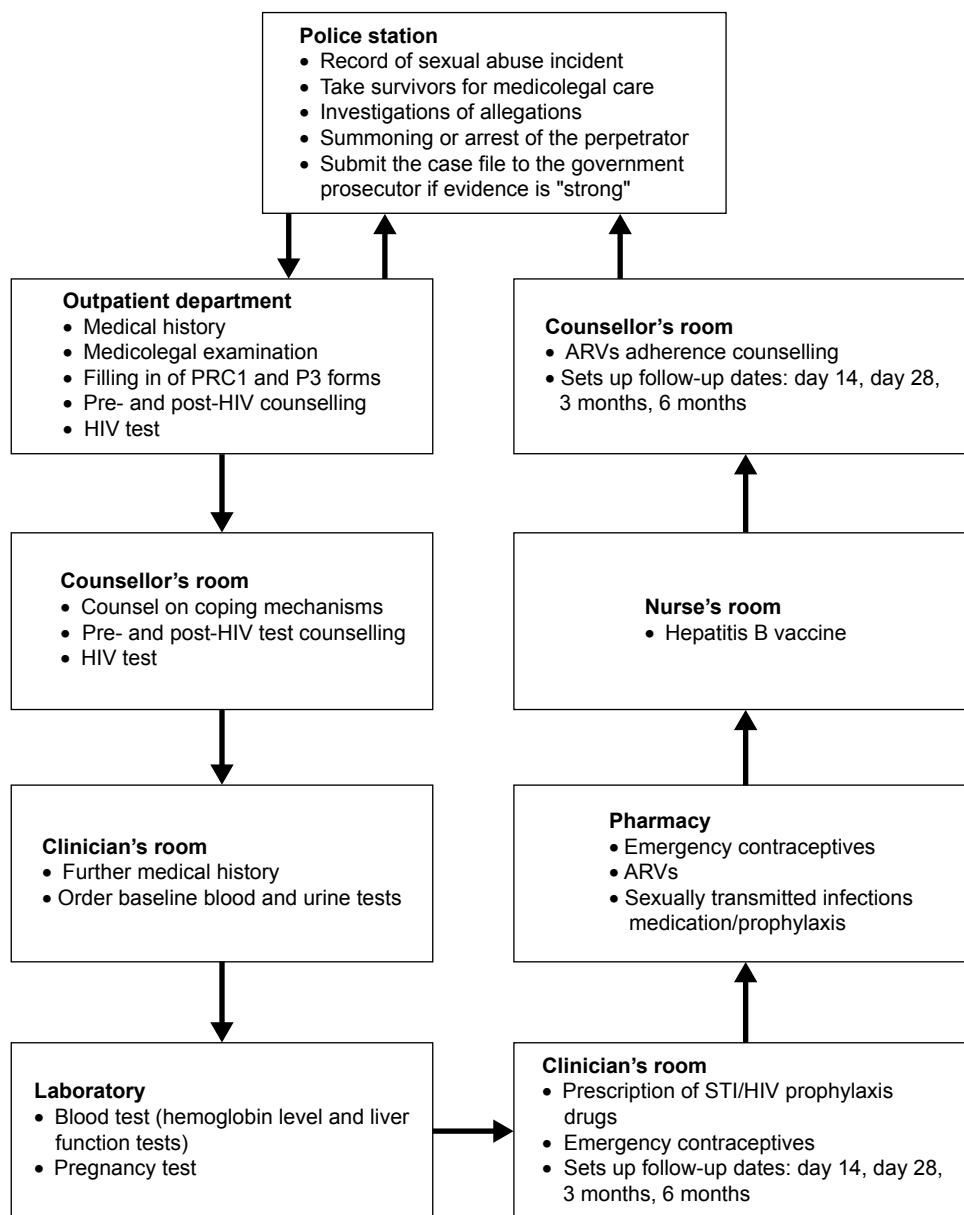 Police station
• Record of sexual abuse incident
• Take survivors for medicolegal care
• Investigations of allegations
• Summoning or arrest of the perpetrator
• Submit the case file to the government
prosecutor if evidence is "strong"
Outpatient department
• Medical history
• Medicolegal examination
• Filling in of PRC1 and P3 forms
• Pre- and post-HIV counselling
• HIV test
Counsellor’s room
• Counsel on coping mechanisms
• Pre- and post-HIV test counselling
• HIV test
Clinician’s room
• Further medical history
• Order baseline blood and urine tests
Laboratory
• Blood test (hemoglobin level and liver
function tests)
• Pregnancy test
Clinician’s room
• Prescription of STI/HIV prophylaxis
drugs
• Emergency contraceptives
• Sets up follow-up dates: day 14, day 28,
3 months, 6 months
Pharmacy
• Emergency contraceptives
• ARVs
• Sexually transmitted infections
medication/prophylaxis
Nurse’s room
• Hepatitis B vaccine
Counsellor’s room
• ARVs adherence counselling
• Sets up follow-up dates: day 14, day 28,
3 months, 6 months